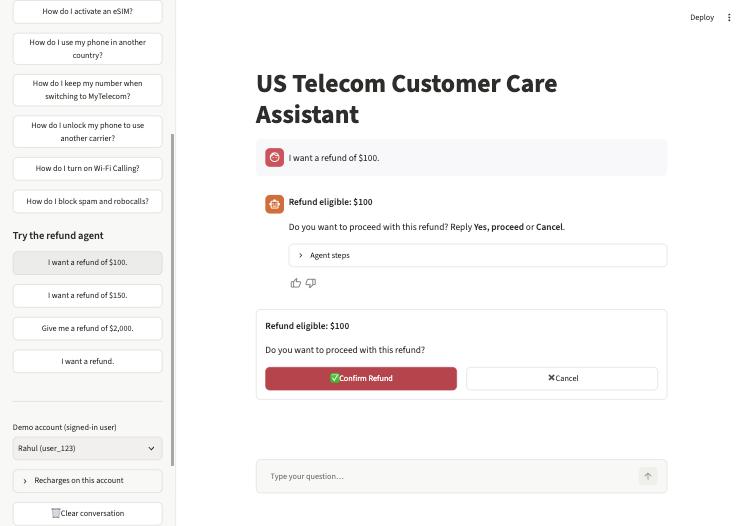 How do I activate an eSIM?
How do I use my phone in another
country?
How do I keep my number when
switching to MyTelecom?
How do I unlock my phone to use
another carrier?
How do I turn on Wi-Fi Calling?
How do I block spam and robocalls?
Try the refund agent
I want a refund of $100.
I want a refund of $150.
Give me a refund of $2,000.
I want a refund.
Demo account (signed-in user)
Rahul (user_123)
Recharges on this account
Clear conversation
Deploy
US Telecom Customer Care
Assistant
I want a refund of $100.
Refund eligible: $100
Do you want to proceed with this refund? Reply Yes, proceed or Cancel.
Agent steps
Refund eligible: $100
Do you want to proceed with this refund?
✅Confirm Refund
✖Cancel
Type your question...